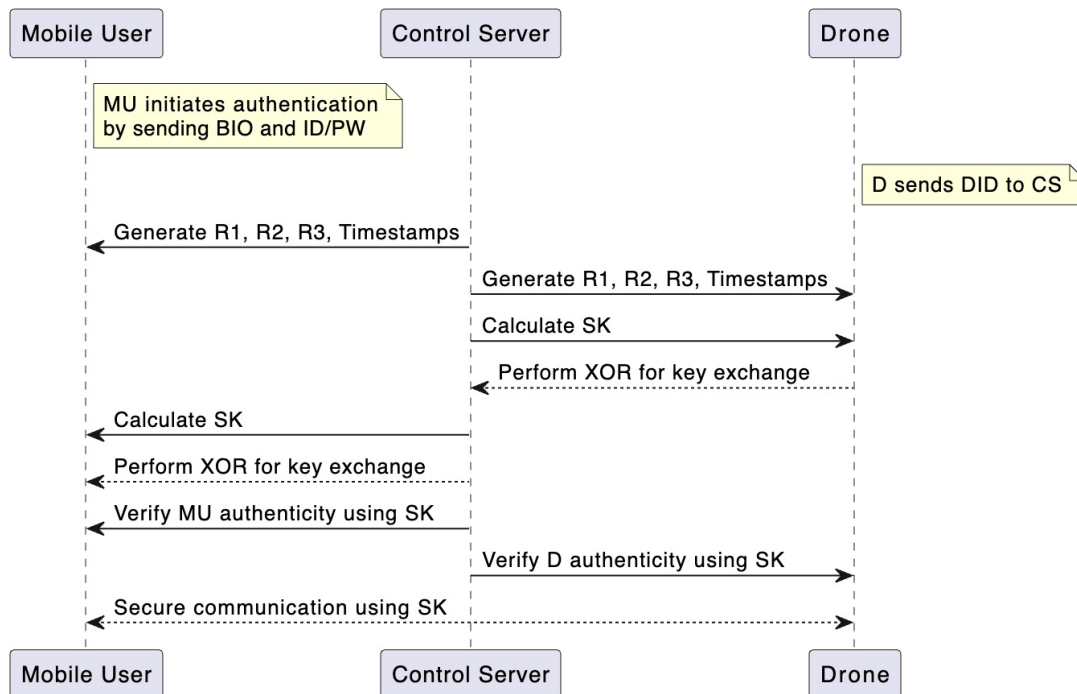 Mobile User
Control Server
Drone
MU initiates authentication
by sending BIO and ID/PW
D sends DID to CS
Generate R1, R2, R3, Timestamps
Generate R1, R2, R3, Timestamps
Calculate SK
Perform XOR for key exchange
Calculate SK
Perform XOR for key exchange
Verify MU authenticity using SK
Verify D authenticity using SK
Secure communication using SK
Mobile User
Control Server
Drone